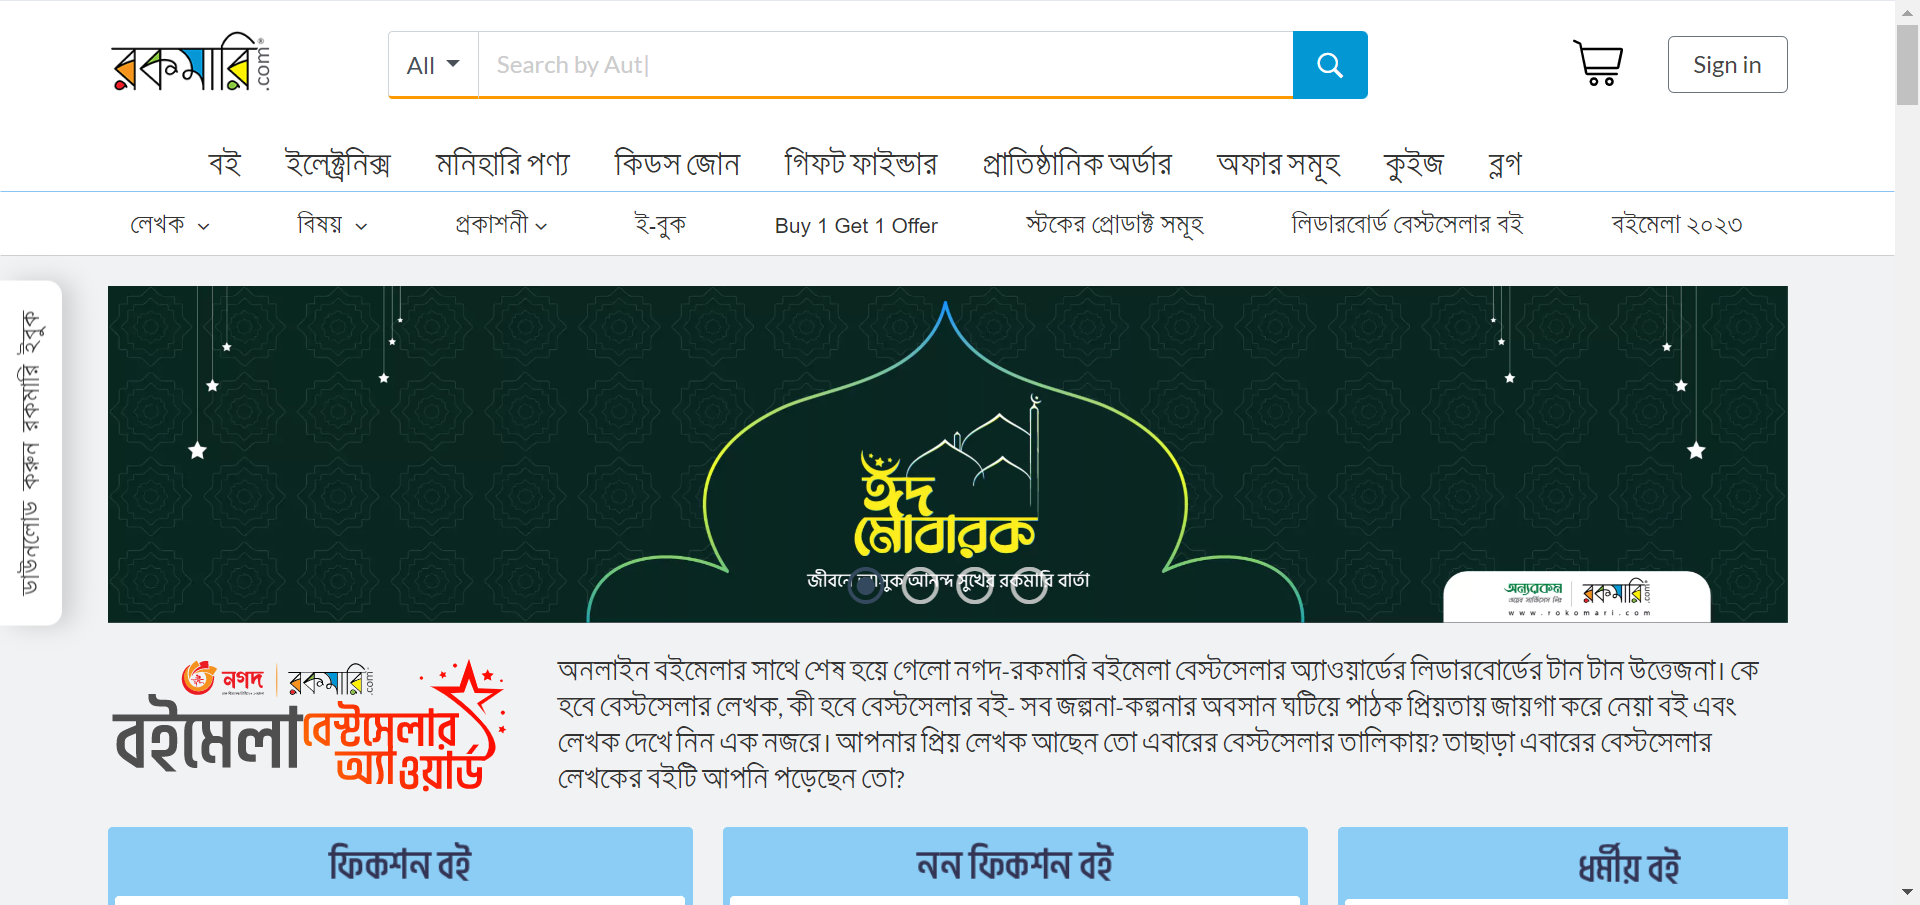 রকমারি.com
All
Search by Aut
Sign in
বই ইলেক্ট্রনিক্স মনিহারি পণ্য কিডস জোন গিফট ফাইন্ডার প্রাতিষ্ঠানিক অর্ডার অফার সমূহ কুইজ ব্লগ
লেখক বিষয় প্রকাশনী ই-বুক Buy 1 Get 1 Offer স্টকের প্রোডাক্ট সমূহ লিডারবোর্ড বেস্টসেলার বই বইমেলা ২০২৩
ডাউনলোড করুন রকমারি ইবুক
ঈদ
মোবারক
আনন্দ সুখের রকমারি বার্তা
অন্যরকম রকমারি.com
www.rokomari.com
নগদ রকমারি.com
বইমেলা বেস্টসেলার
অ্যাওয়ার্ড
অনলাইন বইমেলার সাথে শেষ হয়ে গেলো নগদ-রকমারি বইমেলা বেস্টসেলার অ্যাওয়ার্ডের লিডারবোর্ডের টান টান উত্তেজনা। কে
হবে বেস্টসেলার লেখক, কী হবে বেস্টসেলার বই- সব জল্পনা-কল্পনার অবসান ঘটিয়ে পাঠক প্রিয়তায় জায়গা করে নেয়া বই এবং
লেখক দেখে নিন এক নজরে। আপনার প্রিয় লেখক আছেন তো এবারের বেস্টসেলার তালিকায়? তাছাড়া এবারের বেস্টসেলার
লেখকের বইটি আপনি পড়েছেন তো?
ফিকশন বই নন ফিকশন বই ধর্মীয় বই